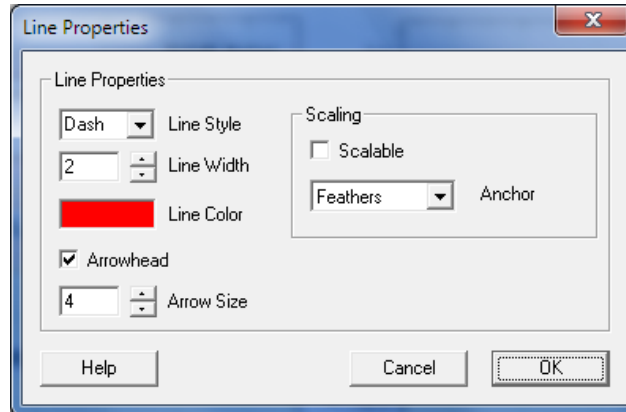 Line Properties
Line Properties
Dash Line Style
2 Line Width
Line Color
Arrowhead
4 Arrow Size
Scaling
Scalable
Feathers Anchor
Help Cancel OK